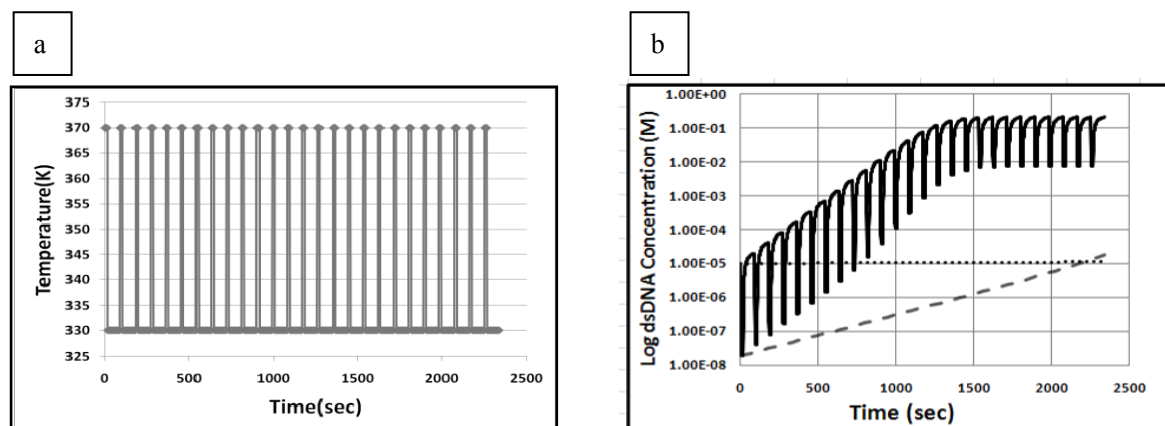 a
b
375
370
365
360
355
350
345
340
335
330
325
Temperature(K)
0 500 1000 1500 2000 2500
Time(sec)
1.00E+00
1.00E-01
1.00E-02
1.00E-03
1.00E-04
1.00E-05
1.00E-06
1.00E-07
1.00E-08
Log dsDNA Concentration (M)
0 500 1000 1500 2000 2500
Time (sec)